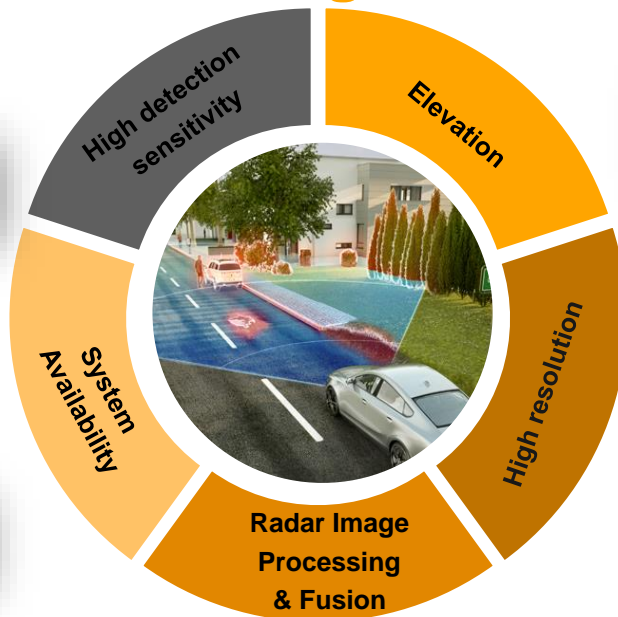 High detection
sensitivity
Elevation
System
Availability
High resolution
Radar Image
Processing
& Fusion